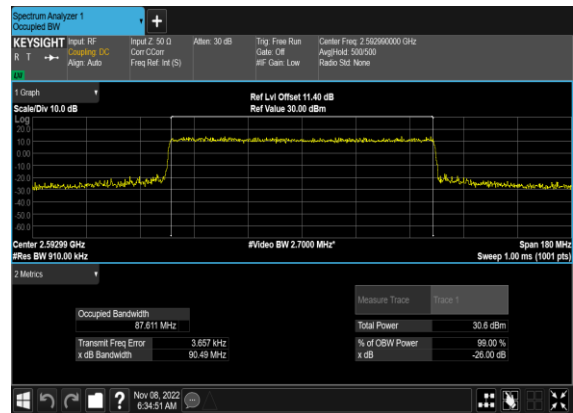 Spectrum Analyzer 1
Occupied BW
+
KEYSIGHT
R T
LW
Input: RF
Coupling: DC
Align: Auto
Input Z: 50 Ω
Corr CCorr
Freq Ref: Int (S)
Atten: 30 dB
Trig: Free Run
Gate: Off
#IF Gain: Low
Center Freq: 2.592990000 GHz
Avg|Hold: 500/500
Radio Std: None
1 Graph
Scale/Div 10.0 dB
Ref Lvl Offset 11.40 dB
Ref Value 30.00 dBm
Log
20.0
10.0
0.00
-10.0
-20.0
-30.0
-40.0
-50.0
-60.0
Center 2.59299 GHz
#Res BW 910.00 kHz
#Video BW 2.7000 MHz*
Span 180 MHz
Sweep 1.00 ms (1001 pts)
2 Metrics
Measure Trace Trace 1
Occupied Bandwidth
87.611 MHz
Total Power 30.6 dBm
Transmit Freq Error 3.657 kHz
% of OBW Power 99.00 %
x dB Bandwidth 90.49 MHz
x dB -26.00 dB
?
Nov 08, 2022
6:34:51 AM